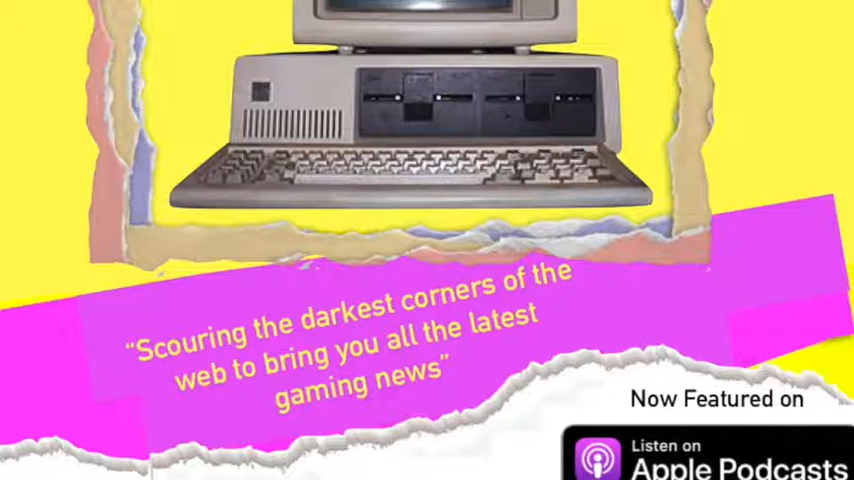 “Scouring the darkest corners of the
web to bring you all the latest
gaming news”
Now Featured on
Listen on
Apple Podcasts